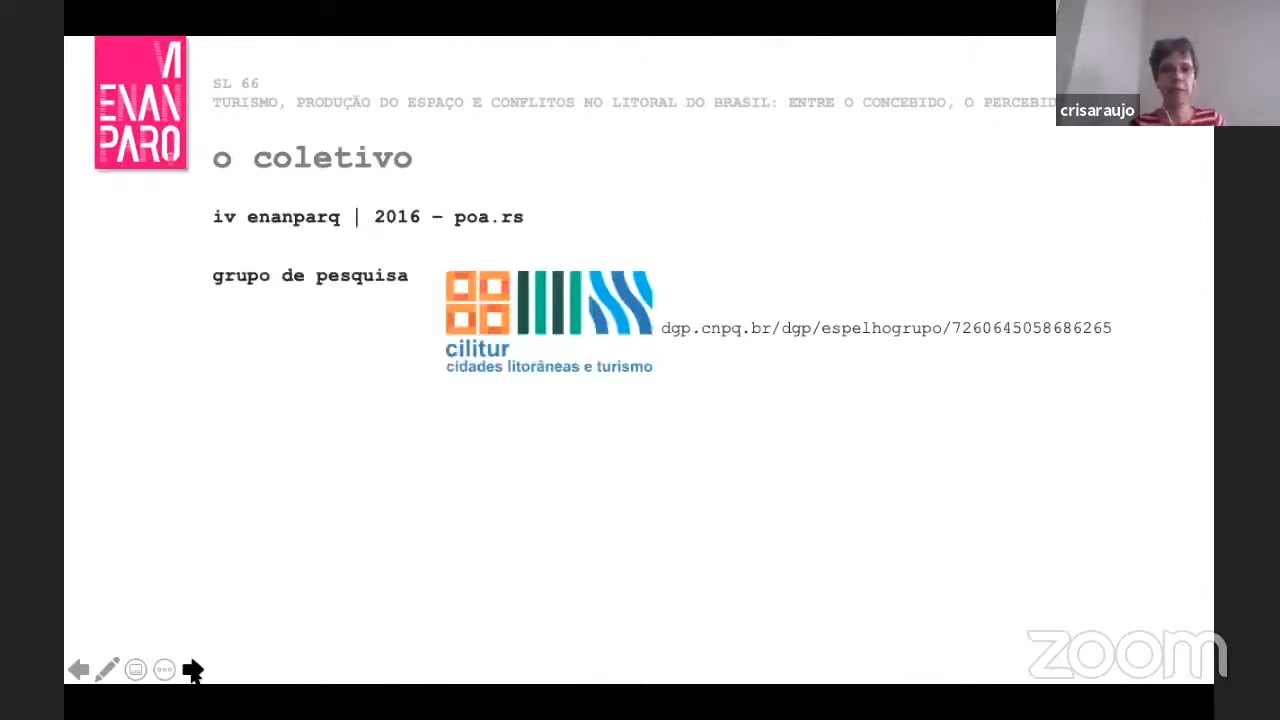 VI
ENAN
PARQ
SL 66
TURISMO, PRODUÇÃO DO ESPAÇO E CONFLITOS NO LITORAL DO BRASIL: ENTRE O CONCEBIDO, O PERCEBID
crisaraujo
o coletivo
iv enanparq | 2016 – poa.rs
grupo de pesquisa
cilitur
cidades litorâneas e turismo
dgp.cnpq.br/dgp/espelhogrupo/7260645058686265
zoom